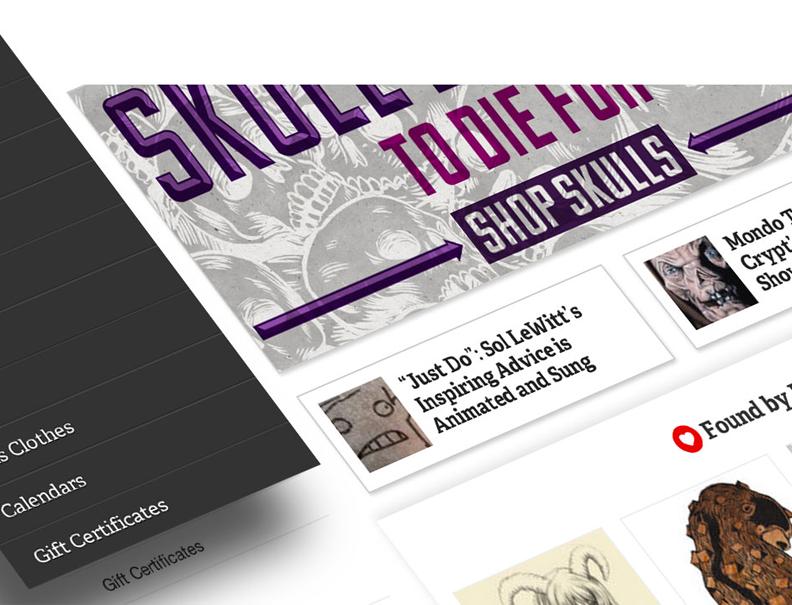 SKULL
TO DIE FOR
SHOP SKULLS
Mondo
Crypt'
“Just Do”: Sol LeWitt’s
Inspiring Advice is
Animated and Sung
Found by
s Clothes
Calendars
Gift Certificates
Gift Certificates